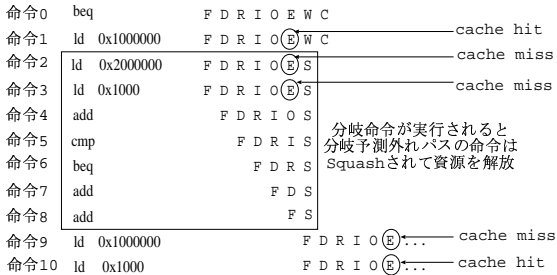 命令0 beq F D R I O E W C
命令1 ld 0x1000000 F D R I O E W C cache hit
命令2 ld 0x2000000 F D R I O E S cache miss
命令3 ld 0x1000 F D R I O E S cache miss
命令4 add F D R I O S
命令5 cmp F D R I S
命令6 beq F D R S
命令7 add F D S
命令8 add F S
分岐命令が実行されると
分岐予測外れパスの命令は
Squashされて資源を解放
命令9 ld 0x1000000 F D R I O E ... cache miss
命令10 ld 0x1000 F D R I O E ... cache hit